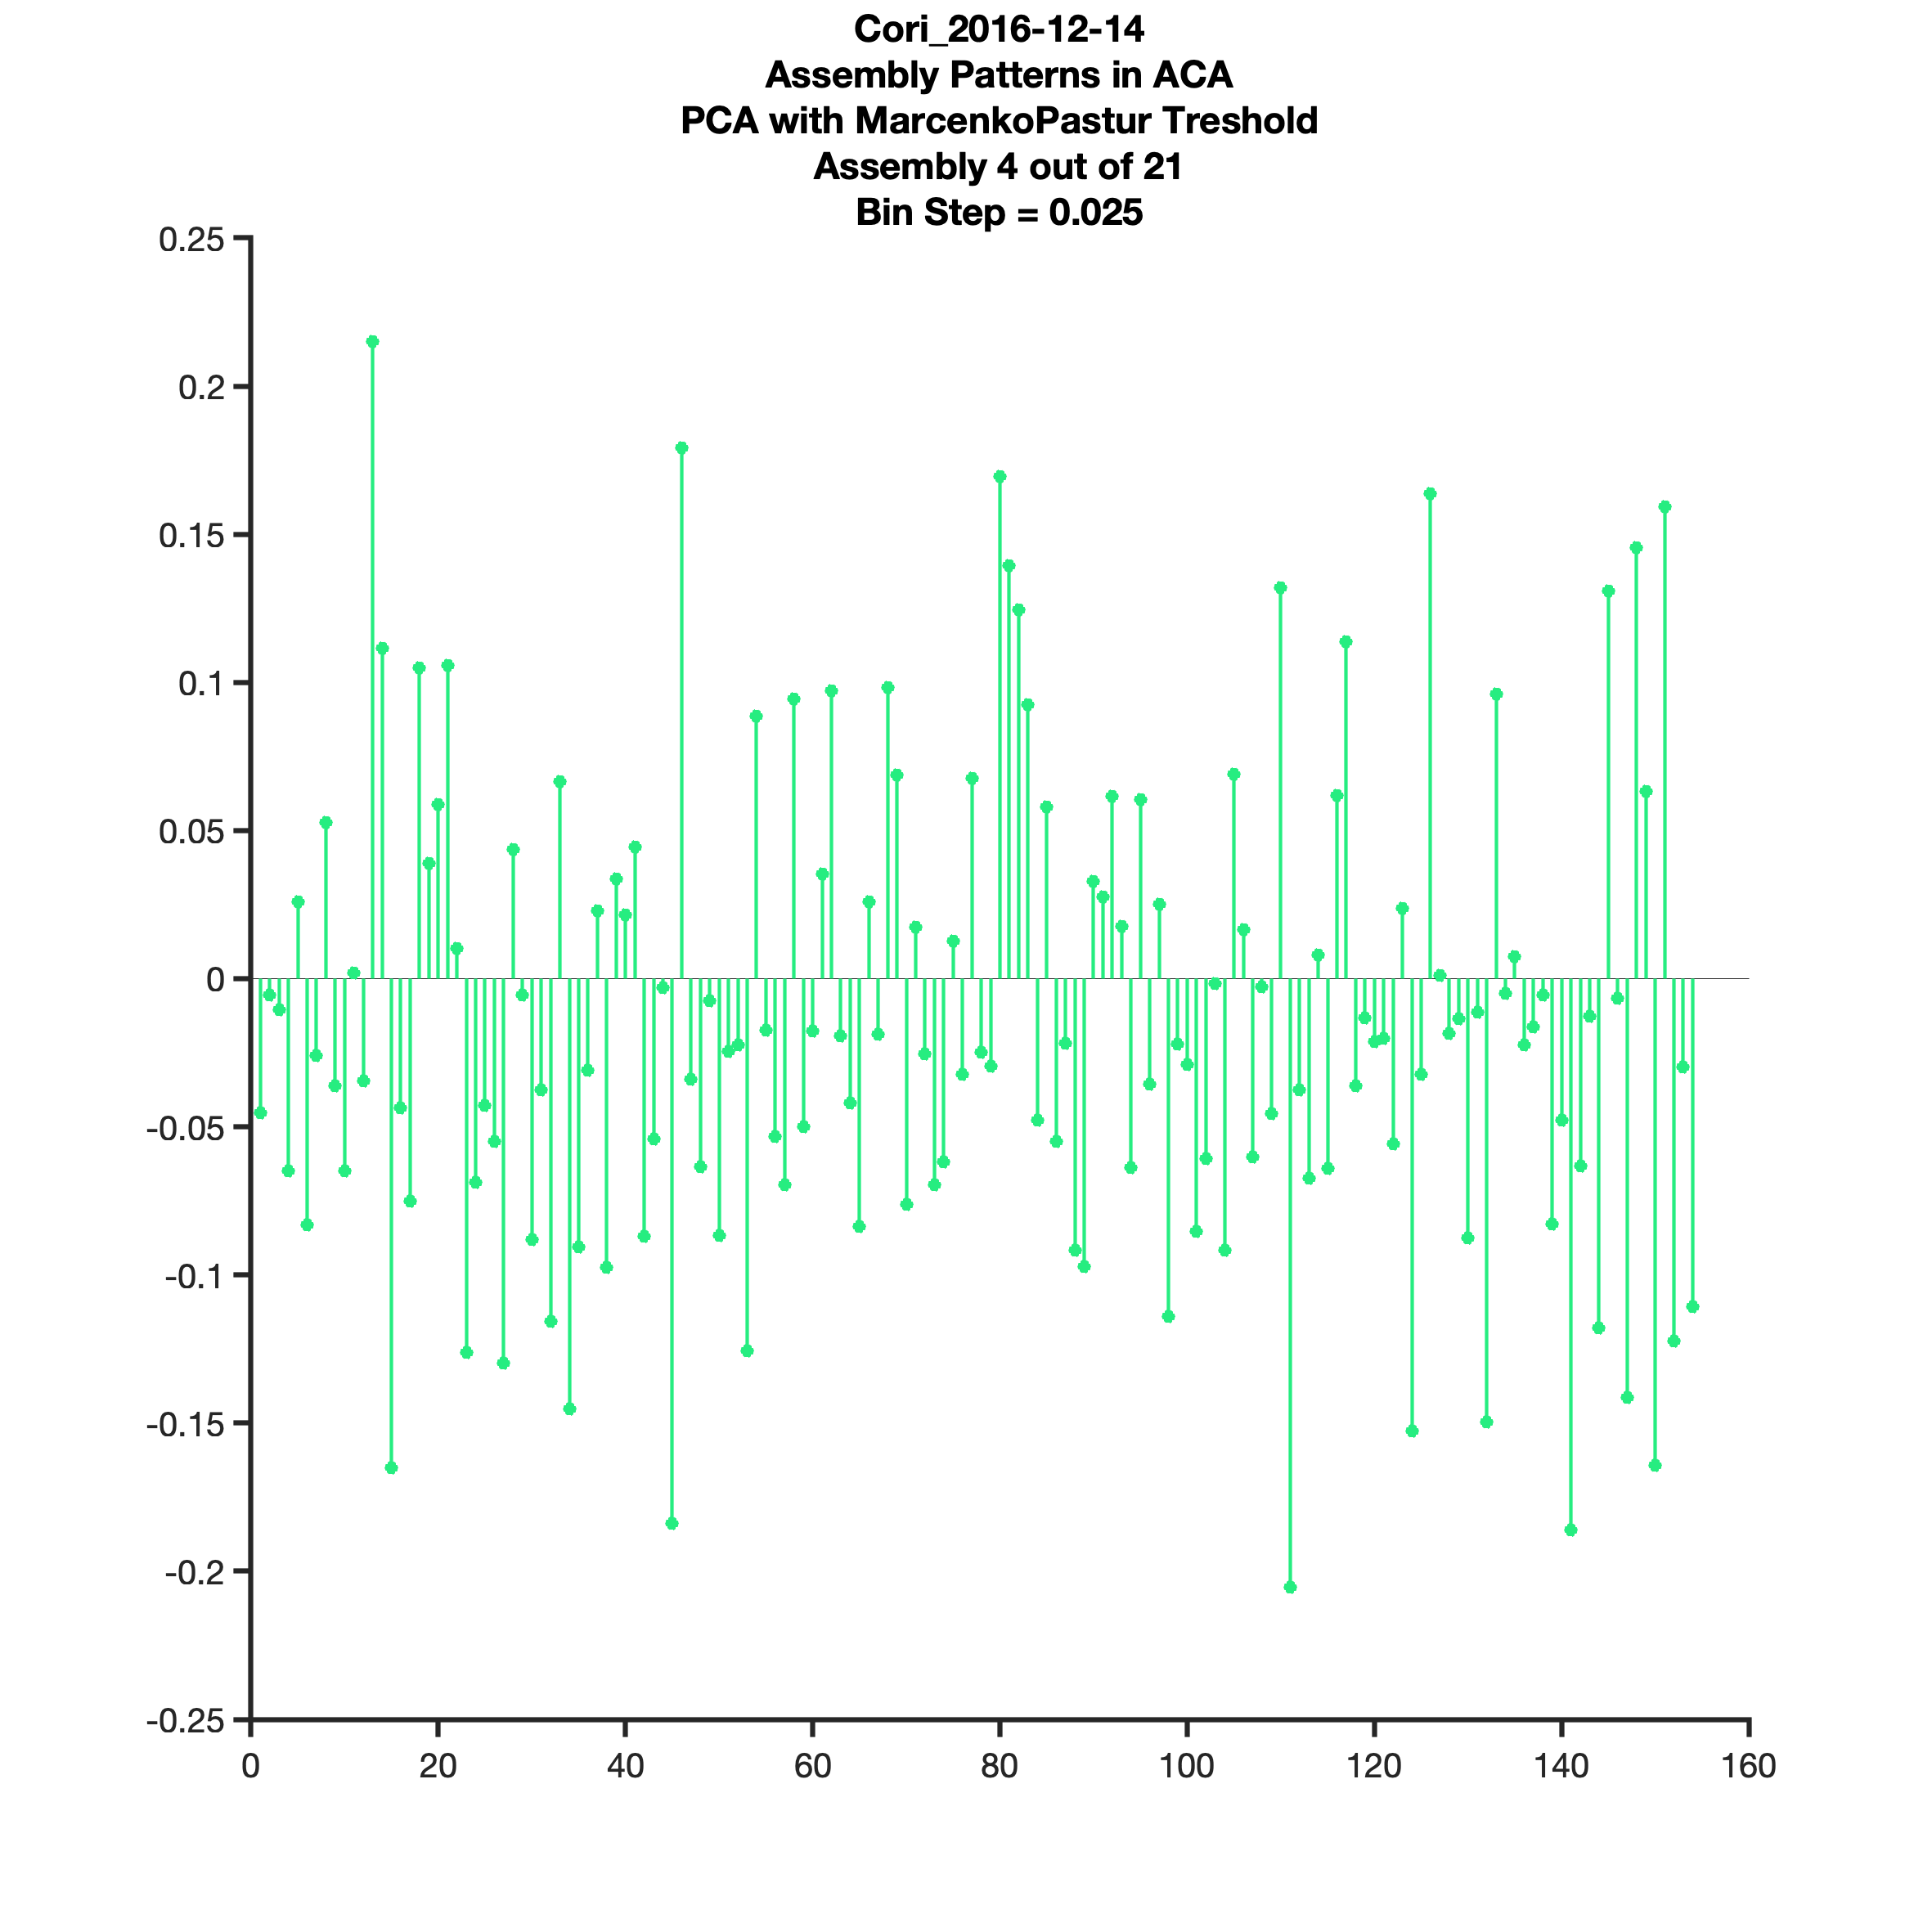 Cori_2016-12-14
Assembly Patterns in ACA
PCA with MarcenkoPastur Treshold
Assembly 4 out of 21
Bin Step = 0.025
0.25
0.2
0.15
0.1
0.05
0
-0.05
-0.1
-0.15
-0.2
-0.25
0 20 40 60 80 100 120 140 160